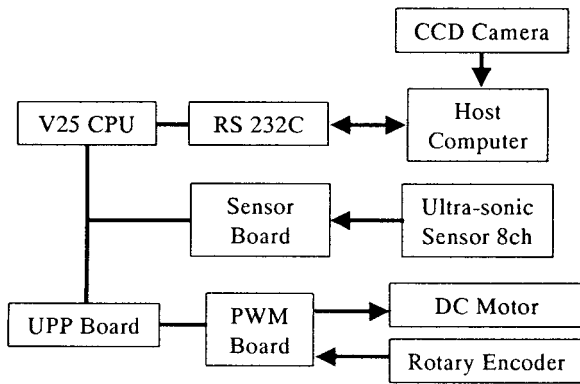 CCD Camera
V25 CPU
RS 232C
Host
Computer
Sensor
Board
Ultra-sonic
Sensor 8ch
UPP Board
PWM
Board
DC Motor
Rotary Encoder